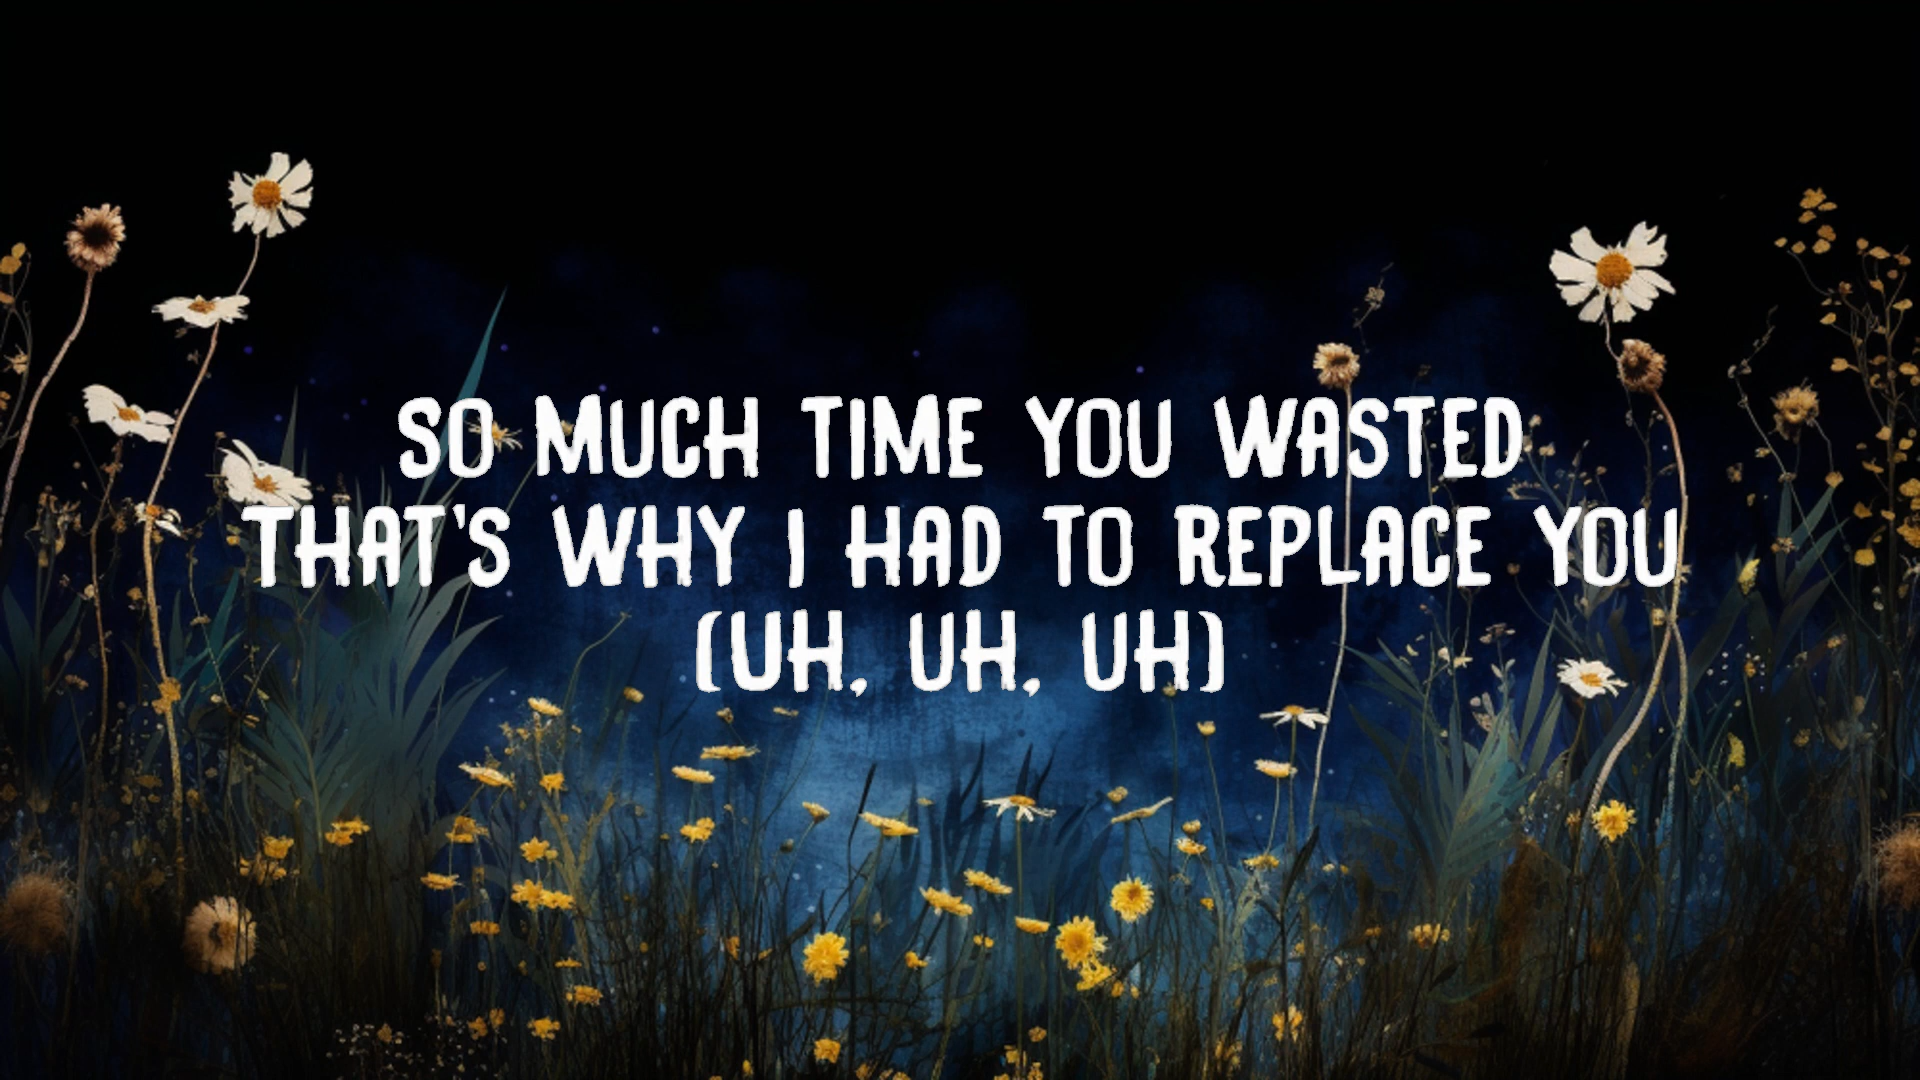 SO MUCH TIME YOU WASTED
THAT'S WHY I HAD TO REPLACE YOU
(UH, UH, UH)